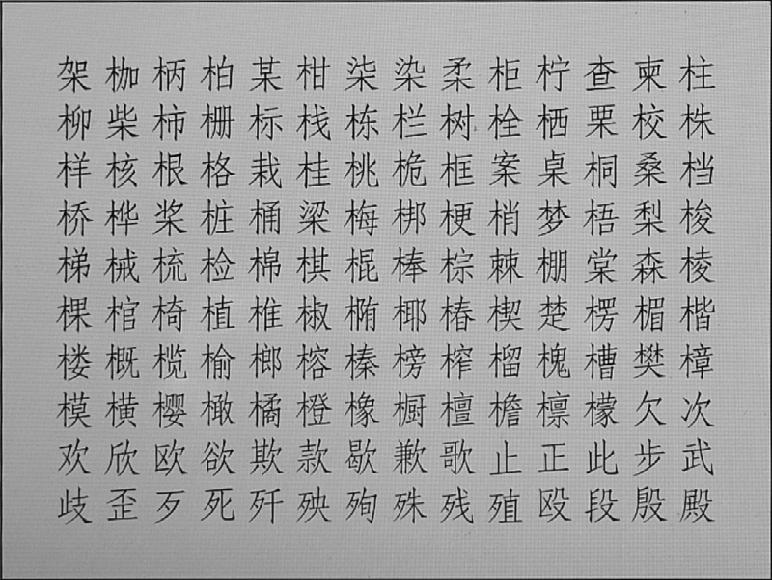 架枷柄柏某柑柒染柔柜柠查柬柱
柳柴柿栅标栈栋栏树栓栖栗校株
样核根格栽桂桃桅框案桌桐桑档
桥桦桨桩桶梁梅梆梗梢梦梧梨梭
梯械梳检棉棋棍棒棕棘棚棠森棱
棵棺椅植椎椒椭椰椿楔楚楞楣楷
楼概榄榆榔榕榛榜榨榴槐槽樊樟
模横樱橄橘橙橡橱檀檐檩檬欠次
欢欣欧欲欺款歇歉歌止正此步武
歧歪歹死歼殃殉殊残殖殴段殷殿